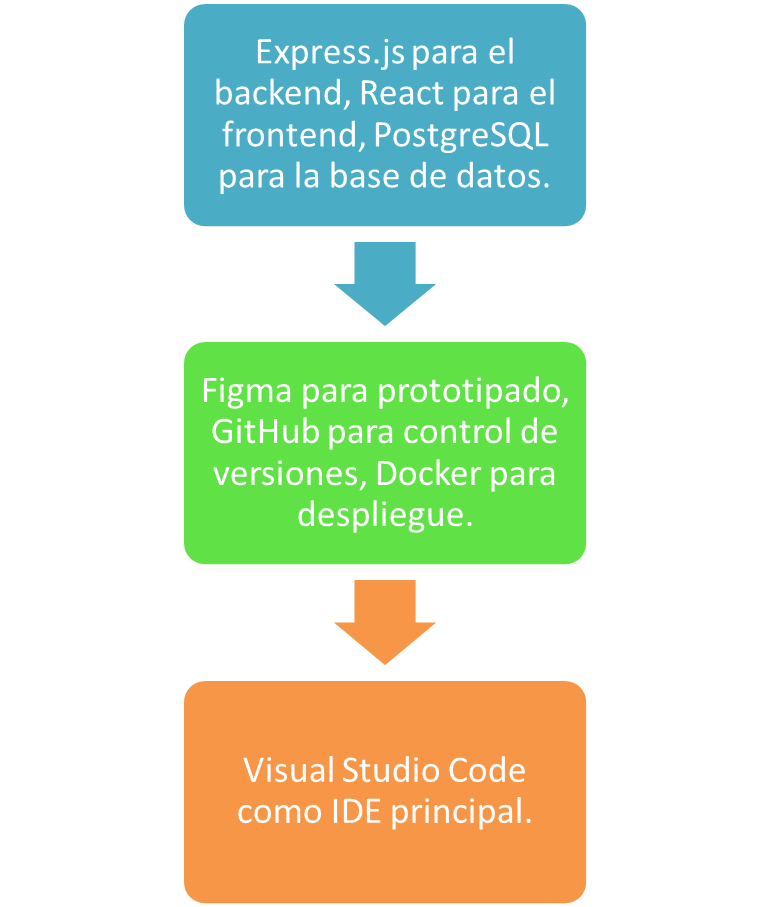 Express.js para el
backend, React para el
frontend, PostgreSQL
para la base de datos.
Figma para prototipado,
GitHub para control de
versiones, Docker para
despliegue.
Visual Studio Code
como IDE principal.